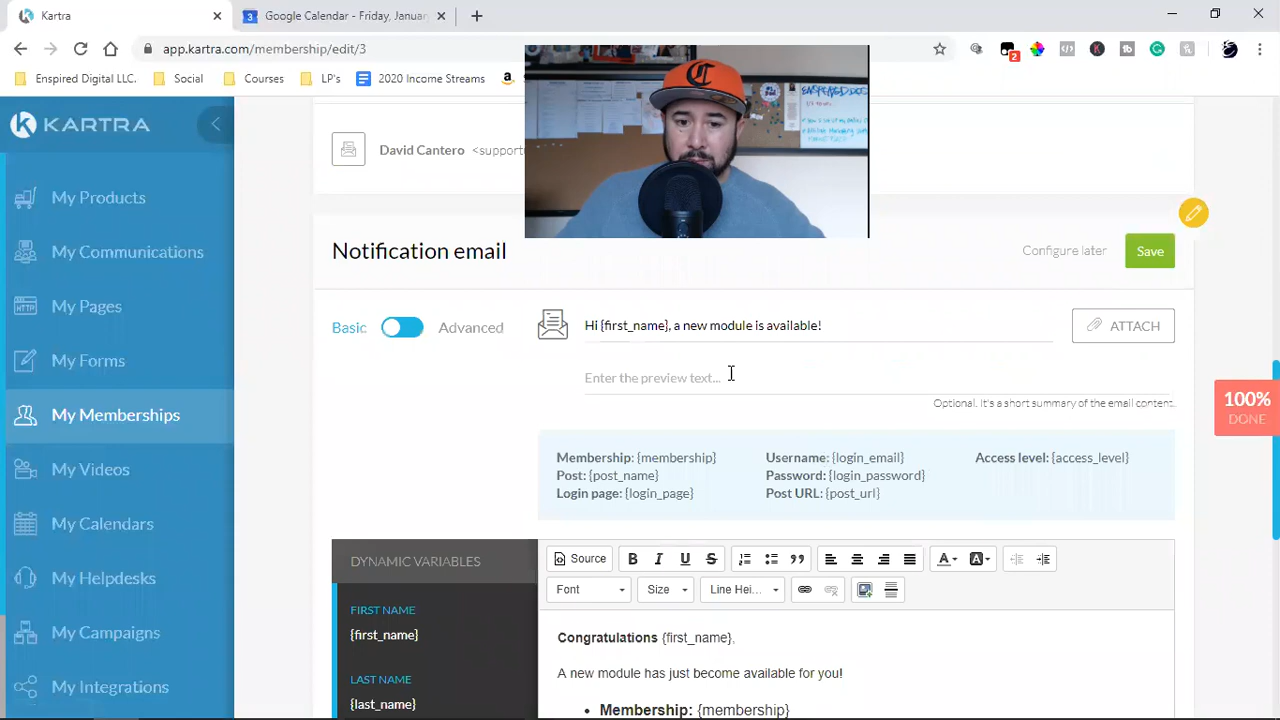 Kartra
Google Calendar - Friday, Januar
app.kartra.com/membership/edit/3
2
Enspired Digital LLC.
Social
Courses
LP's
2020 Income Streams
KARTRA
David Cantero <support
My Products
My Communications
My Pages
My Forms
My Memberships
My Videos
My Calendars
My Helpdesks
My Campaigns
My Integrations
Notification email
Configure later
Save
Basic
Advanced
Hi {first_name}, a new module is available!
ATTACH
Enter the preview text...
Optional. It's a short summary of the email content.
100%
DONE
Membership: {membership}
Username: {login_email}
Access level: {access_level}
Post: {post_name}
Password: {login_password}
Login page: {login_page}
Post URL: {post_url}
DYNAMIC VARIABLES
Source
B I U S
A A
Font
Size
Line Hei...
FIRST NAME
{first_name}
LAST NAME
{last_name}
Congratulations {first_name},
A new module has just become available for you!
• Membership: {membership}